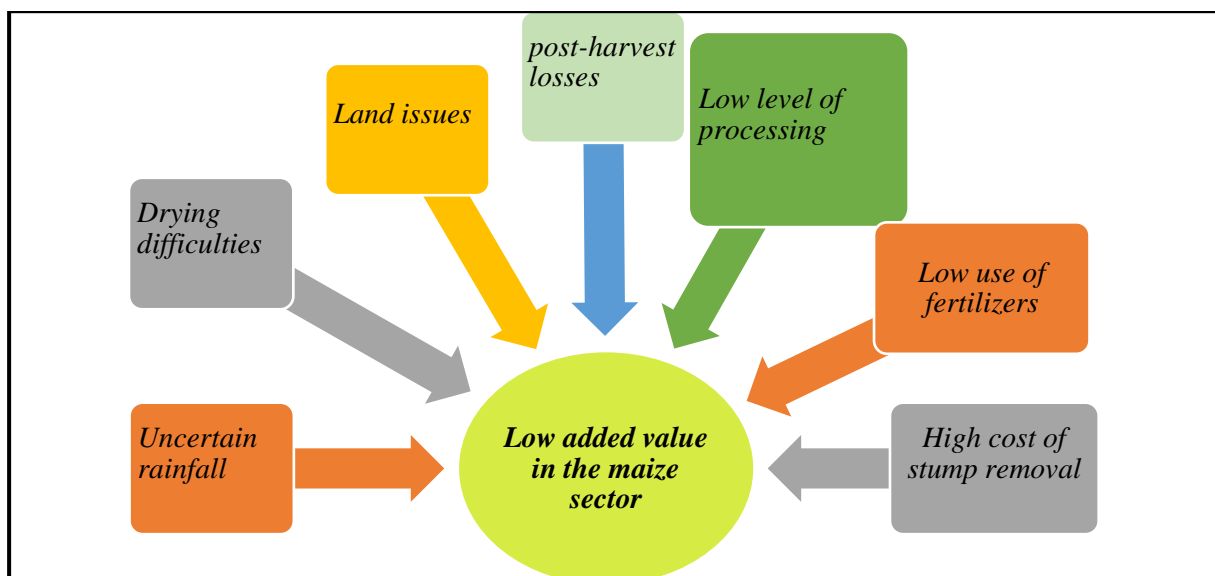 post-harvest
losses
Low level of
processing
Land issues
Drying
difficulties
Low use of
fertilizers
Uncertain
rainfall
Low added value
in the maize
sector
High cost of
stump removal